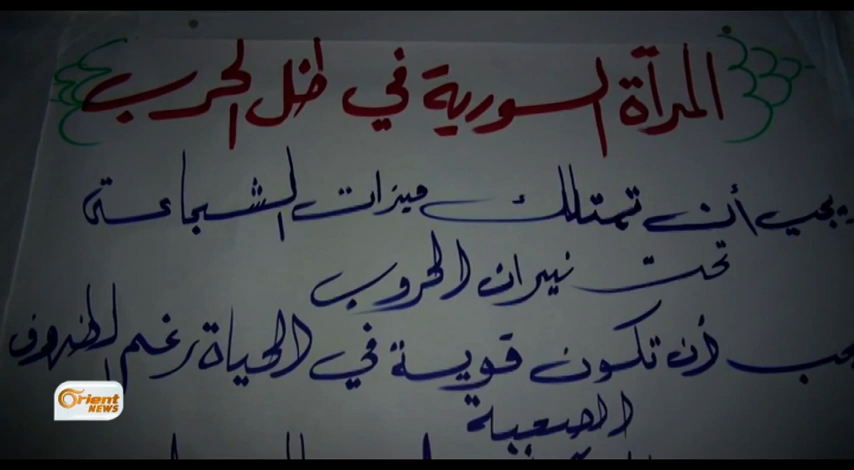 المرأة السورية في ظل الحرب
يجب أن تمتلك ميزات الشجاعة
تحت نيران الحروب
يجب أن تكون قوية في الحياة رغم الظروف
الصعبة
Orient
NEWS